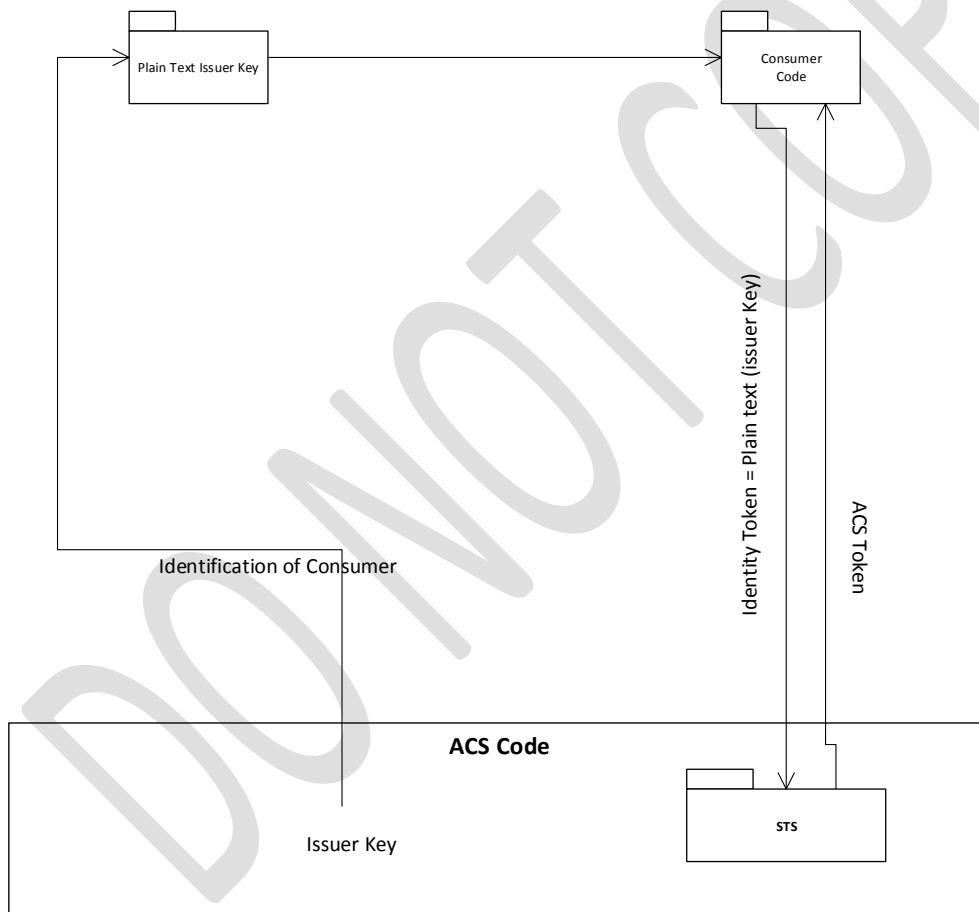 Plain Text Issuer Key
Consumer
Code
Identity Token = Plain text (issuer Key)
ACS Token
Identification of Consumer
ACS Code
Issuer Key
STS
DO NOT COP